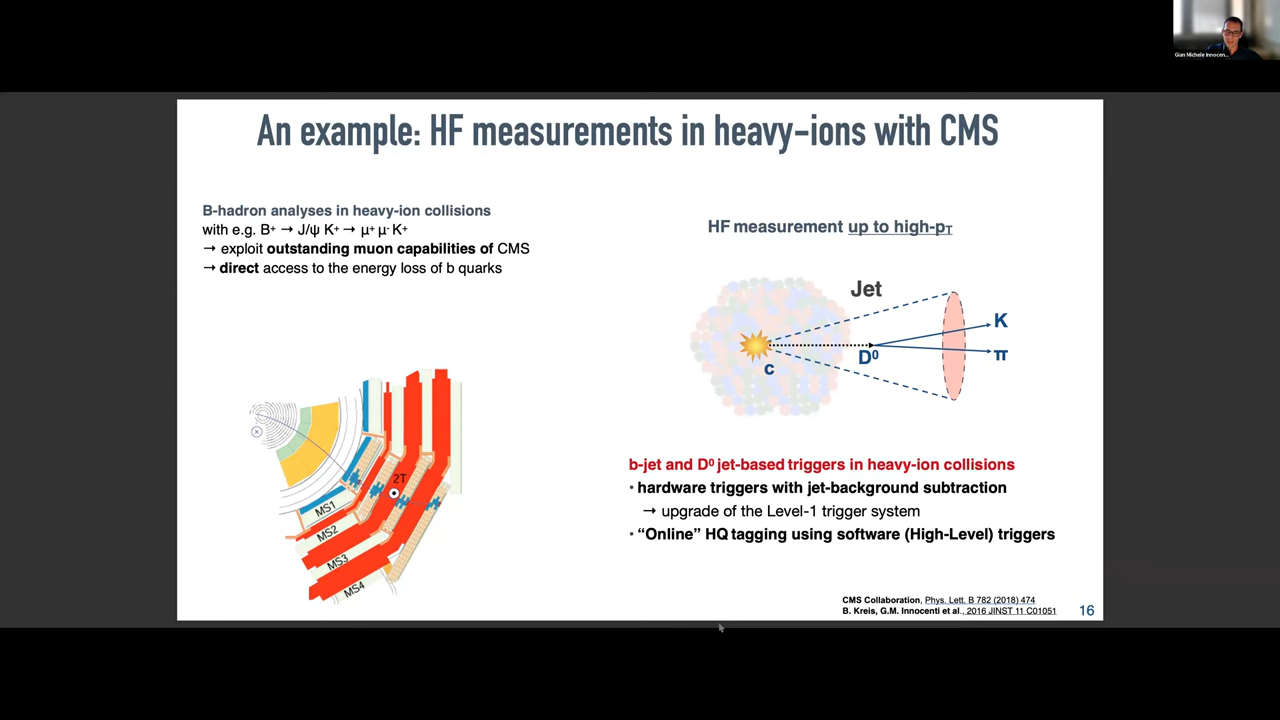 Gian Michele Innocen...
An example: HF measurements in heavy-ions with CMS
B-hadron analyses in heavy-ion collisions
with e.g. B⁺ → J/ψ K⁺ → μ⁺ μ⁻ K⁺
→ exploit outstanding muon capabilities of CMS
→ direct access to the energy loss of b quarks
2T
MS1
MS2
MS3
MS4
HF measurement up to high-pT
Jet
K
D⁰
π
c
b-jet and D⁰ jet-based triggers in heavy-ion collisions
• hardware triggers with jet-background subtraction
→ upgrade of the Level-1 trigger system
• “Online” HQ tagging using software (High-Level) triggers
CMS Collaboration, Phys. Lett. B 782 (2018) 474
B. Kreis, G.M. Innocenti et al., 2016 JINST 11 C01051
16